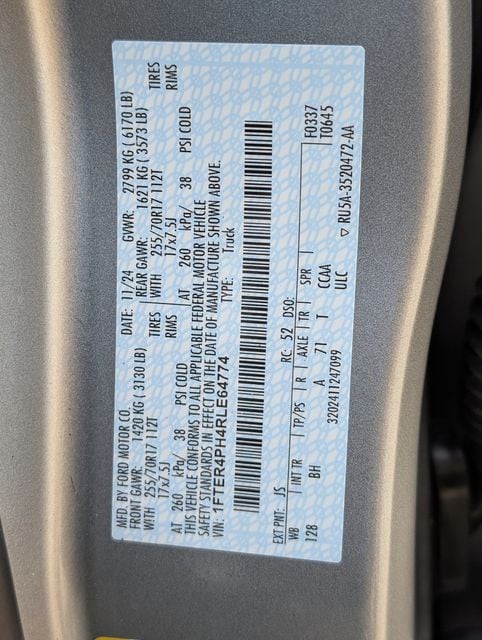 MFD. BY FORD MOTOR CO. DATE: 11/24 GVWR: 2799 KG ( 6170 LB)
FRONT GAWR: 1420 KG ( 3130 LB) REAR GAWR: 1621 KG ( 3573 LB)
WITH 255/70R17 112T TIRES WITH 255/70R17 112T TIRES
17x7.5J RIMS 17x7.5J RIMS
AT 260 kPa/ 38 PSI COLD AT 260 kPa/ 38 PSI COLD
THIS VEHICLE CONFORMS TO ALL APPLICABLE FEDERAL MOTOR VEHICLE
SAFETY STANDARDS IN EFFECT ON THE DATE OF MANUFACTURE SHOWN ABOVE.
VIN: 1FTER4PH4RLE64774 TYPE: Truck
EXT PNT: JS RC: 52 DSO: F0337
WB INT TR TP/PS R AXLE TR SPR T0645
128 BH A 71 T CCAA
3202411247099 ULC
▽ RU5A-3520472-AA